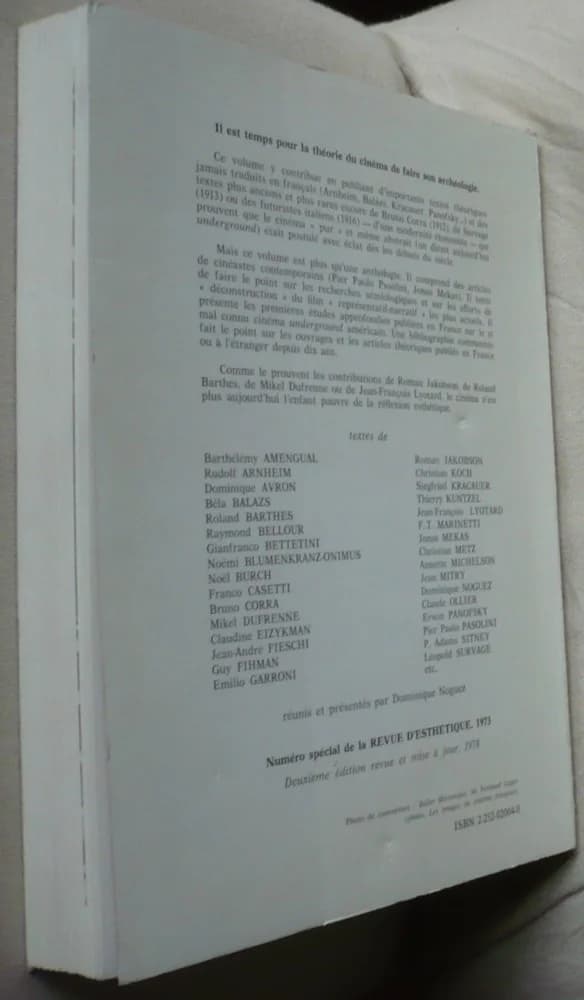 Il est temps pour la théorie du cinéma de faire son archéologie.
Ce volume y contribue en publiant d'importants textes théoriques
jamais traduits en français (Arnheim, Balázs, Kracauer, Panofsky...) et des
textes plus anciens et plus rares encore de Bruno Corra (1912), de Survage
(1913) ou des futuristes italiens (1916) — d'une modernité étonnante — qui
prouvent que le cinéma « pur » et même abstrait (on dirait aujourd'hui
underground) était postulé avec éclat dès les débuts du siècle.
Mais ce volume est plus qu'une anthologie. Il comprend des articles
de cinéastes contemporains (Pier Paolo Pasolini, Jonas Mekas). Il tente
de faire le point sur les recherches sémiologiques et sur les efforts de
« déconstruction » du film « représentatif-narratif » les plus actuels. Il
présente les premières études approfondies publiées en France sur le si
mal connu cinéma underground américain. Une bibliographie commentée
fait le point sur les ouvrages et les articles théoriques publiés en France
ou à l'étranger depuis dix ans.
Comme le prouvent les contributions de Roman Jakobson, de Roland
Barthes, de Mikel Dufrenne ou de Jean-François Lyotard, le cinéma n'est
plus aujourd'hui l'enfant pauvre de la réflexion esthétique.
textes de
Barthélemy AMENGUAL
Rudolf ARNHEIM
Dominique AVRON
Béla BALAZS
Roland BARTHES
Raymond BELLOUR
Gianfranco BETTETINI
Noëmi BLUMENKRANZ-ONIMUS
Noël BURCH
Franco CASETTI
Bruno CORRA
Mikel DUFRENNE
Claudine EIZYKMAN
Jean-André FIESCHI
Guy FIHMAN
Emilio GARRONI
Roman JAKOBSON
Christian KOCH
Siegfried KRACAUER
Thierry KUNTZEL
Jean-François LYOTARD
F.T. MARINETTI
Jonas MEKAS
Christian METZ
Annette MICHELSON
Jean MITRY
Dominique NOGUEZ
Claude OLLIER
Erwin PANOFSKY
Pier Paolo PASOLINI
P. Adams SITNEY
Léopold SURVAGE
etc.
réunis et présentés par Dominique Noguez
Numéro spécial de la REVUE D'ESTHÉTIQUE, 1973
Deuxième édition revue et mise à jour, 1978
Photo de couverture : Ballet Mécanique, de Fernand Léger
ISBN 2-252-02004-0